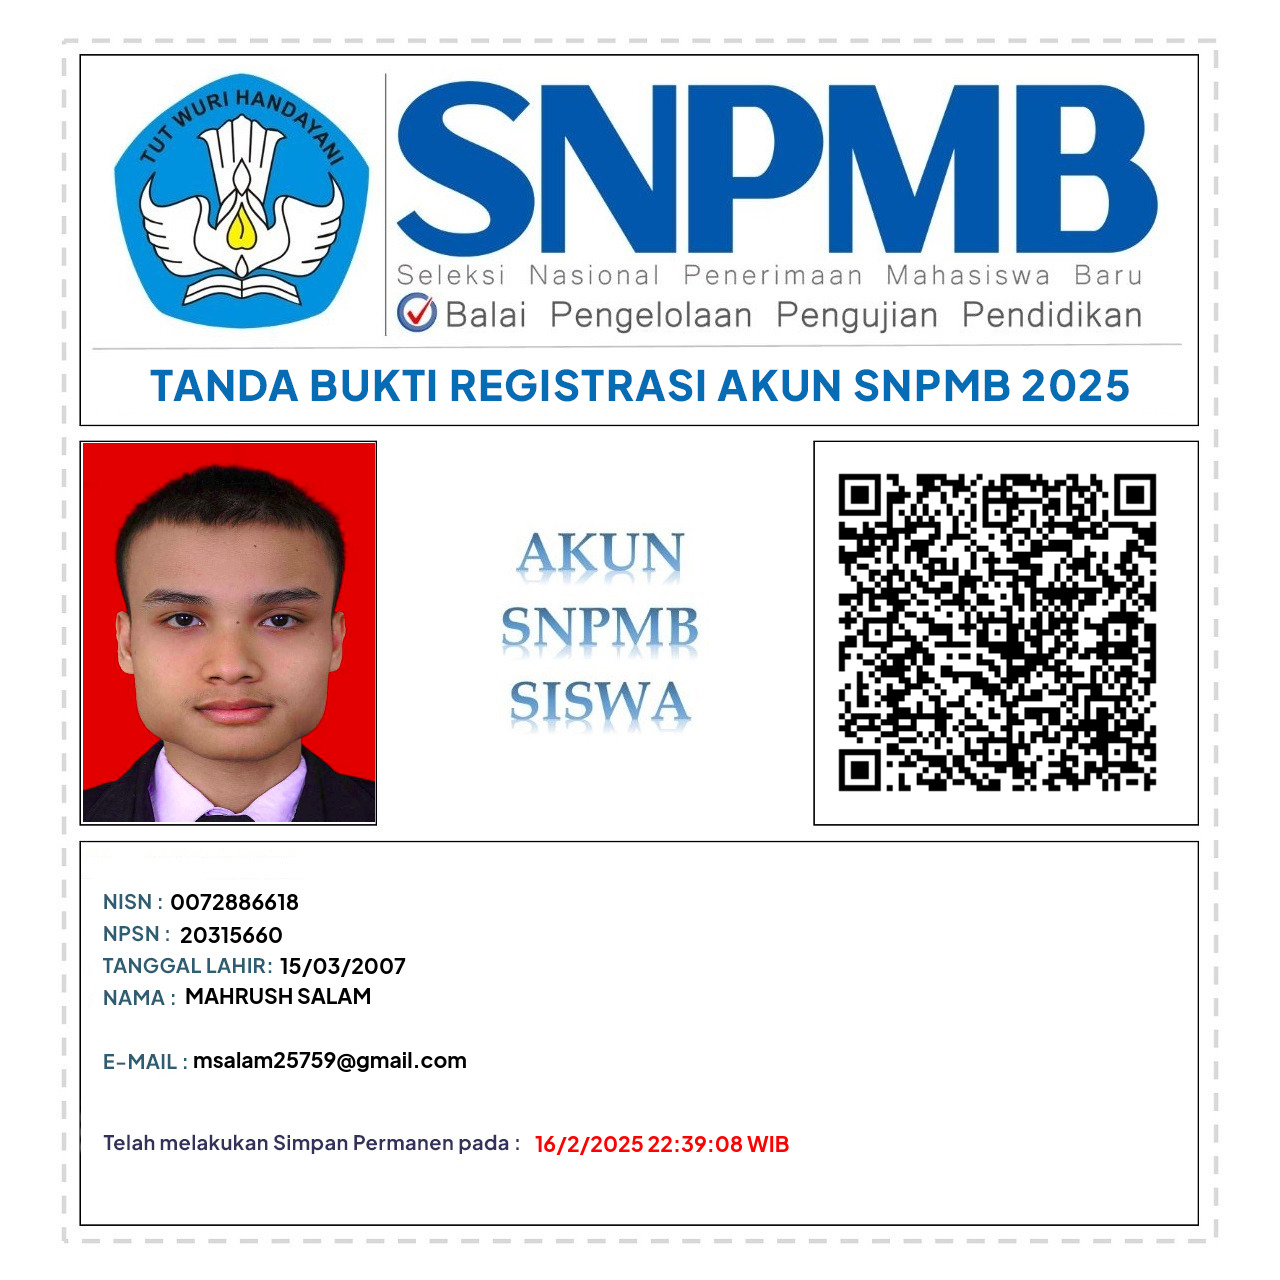 TUT WURI HANDAYANI
SNPMB
Seleksi Nasional Penerimaan Mahasiswa Baru
Balai Pengelolaan Pengujian Pendidikan
TANDA BUKTI REGISTRASI AKUN SNPMB 2025
AKUN
SNPMB
SISWA
NISN : 0072886618
NPSN : 20315660
TANGGAL LAHIR: 15/03/2007
NAMA : MAHRUSH SALAM
E-MAIL : msalam25759@gmail.com
Telah melakukan Simpan Permanen pada : 16/2/2025 22:39:08 WIB